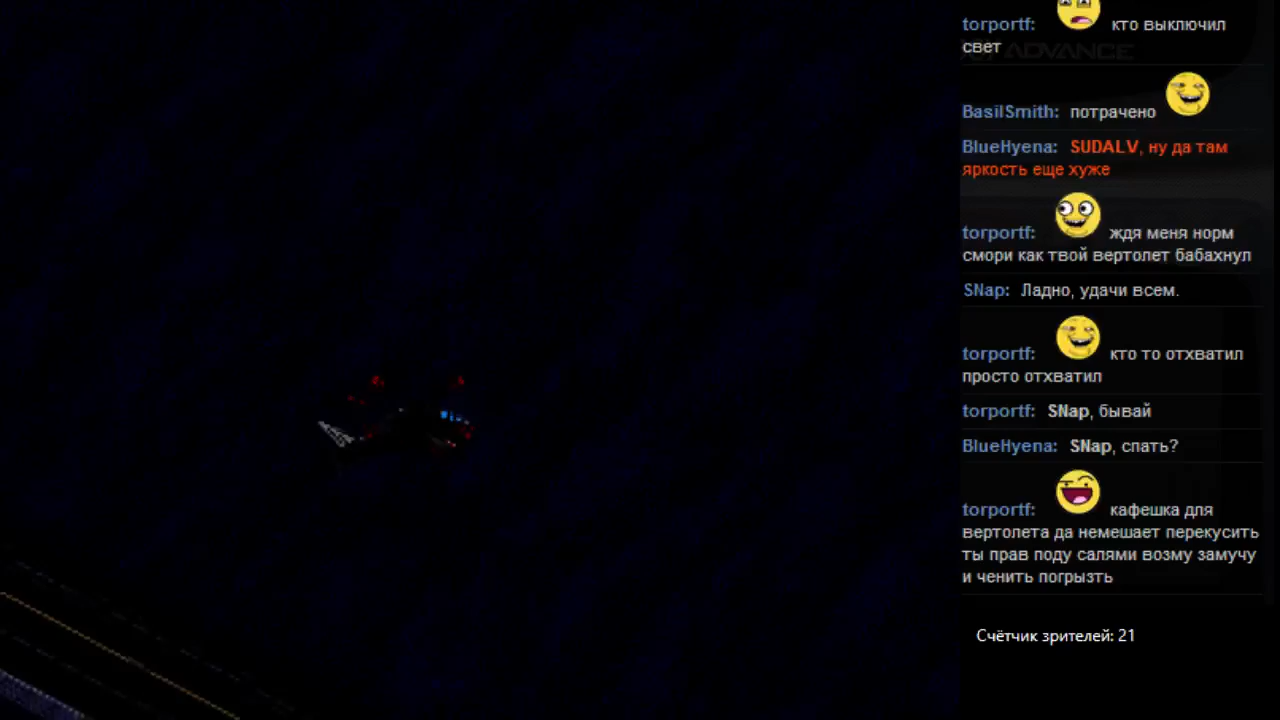 torportf: кто выключил
свет
ADVANCE
BasilSmith: потрачено
BlueHyena: SUDALV, ну да там
яркость еще хуже
torportf: ждя меня норм
смори как твой вертолет бабахнул
SNap: Ладно, удачи всем.
torportf: кто то отхватил
просто отхватил
torportf: SNap, бывай
BlueHyena: SNap, спать?
torportf: кафешка для
вертолета да немешает перекусить
ты прав поду салями возму замучу
и ченить погрызть
Счётчик зрителей: 21